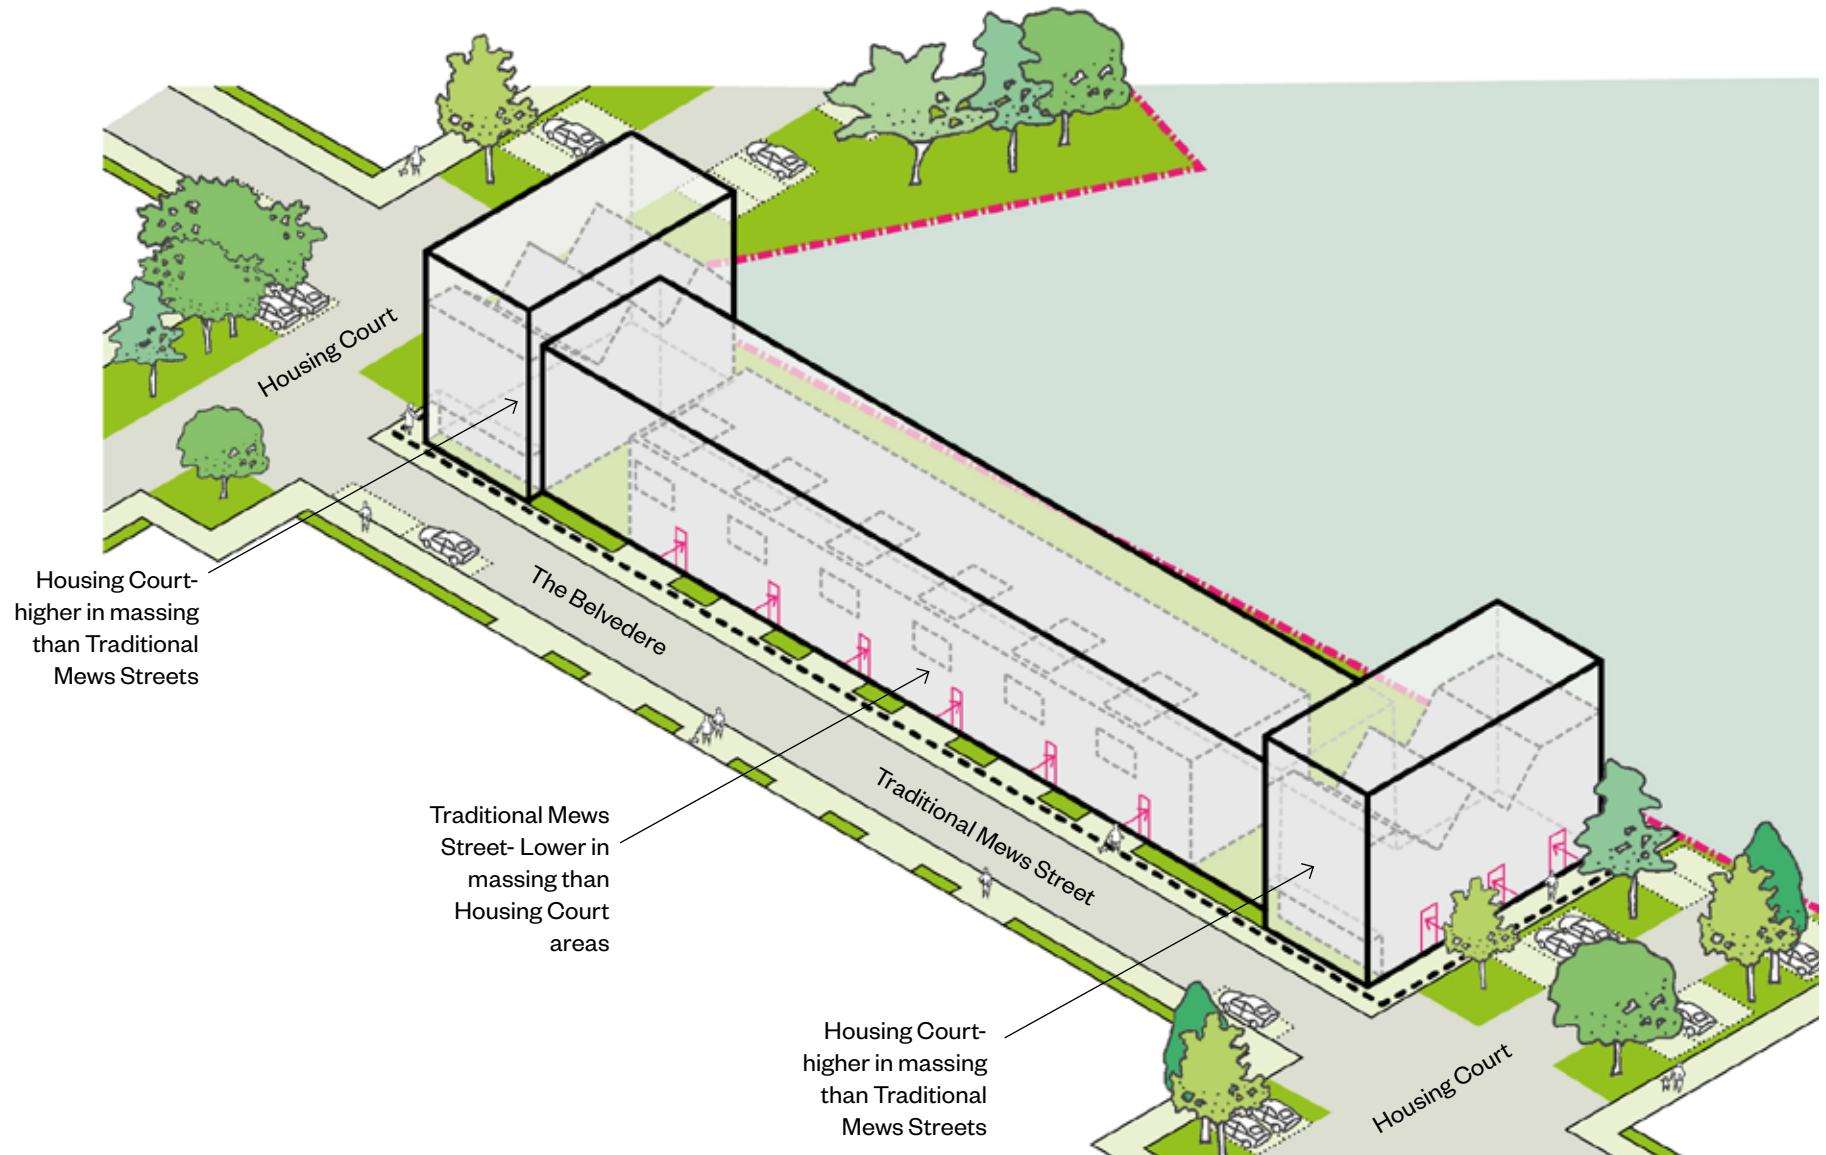 Housing Court
Housing Court-
higher in massing
than Traditional
Mews Streets
The Belvedere
Traditional Mews Street
Traditional Mews
Street- Lower in
massing than
Housing Court
areas
Housing Court-
higher in massing
than Traditional
Mews Streets
Housing Court